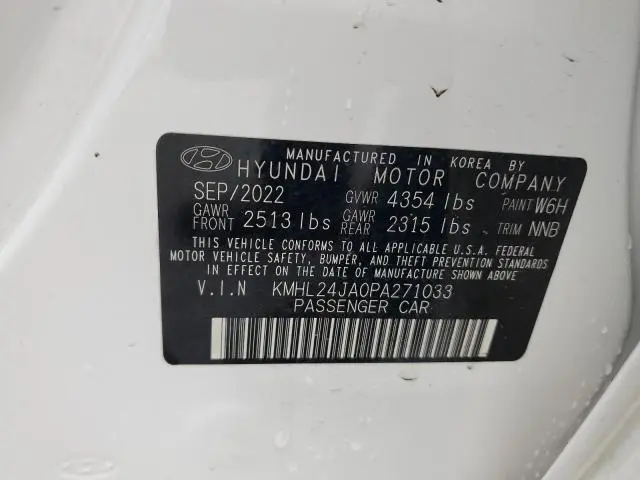 MANUFACTURED IN KOREA BY
HYUNDAI MOTOR COMPANY
SEP/2022 GVWR 4354 lbs PAINT W6H
GAWR FRONT 2513 lbs GAWR REAR 2315 lbs TRIM NNB
THIS VEHICLE CONFORMS TO ALL APPLICABLE U.S.A. FEDERAL
MOTOR VEHICLE SAFETY, BUMPER, AND THEFT PREVENTION STANDARDS
IN EFFECT ON THE DATE OF MANUFACTURE SHOWN ABOVE
V.I.N KMHL24JA0PA271033
PASSENGER CAR